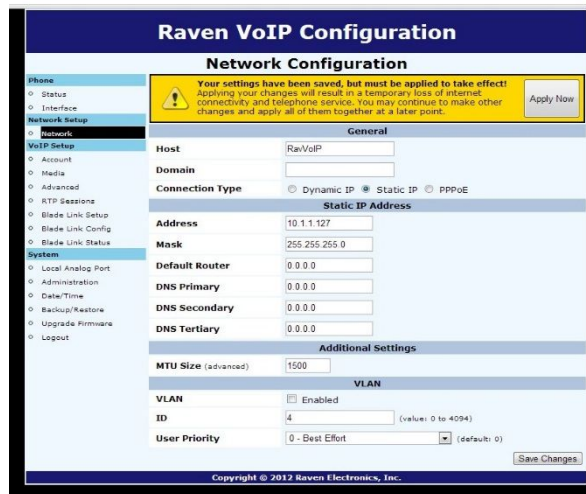 Raven VoIP Configuration
Network Configuration
Phone
Status
Interface
Network Setup
Network
VoIP Setup
Account
Media
Advanced
RTP Sessions
Blade Link Setup
Blade Link Config
Blade Link Status
System
Local Analog Port
Administration
Date/Time
Backup/Restore
Upgrade Firmware
Logout
Your settings have been saved, but must be applied to take effect!
Applying your changes will result in a temporary loss of internet
connectivity and telephone service. You may continue to make other
changes and apply all of them together at a later point.
Apply Now
General
Host RavVoIP
Domain
Connection Type Dynamic IP Static IP PPPoE
Static IP Address
Address 10.1.1.127
Mask 255.255.255.0
Default Router 0.0.0.0
DNS Primary 0.0.0.0
DNS Secondary 0.0.0.0
DNS Tertiary 0.0.0.0
Additional Settings
MTU Size (advanced) 1500
VLAN
VLAN Enabled
ID 4 (value: 0 to 4094)
User Priority 0 - Best Effort (default: 0)
Save Changes
Copyright © 2012 Raven Electronics, Inc.